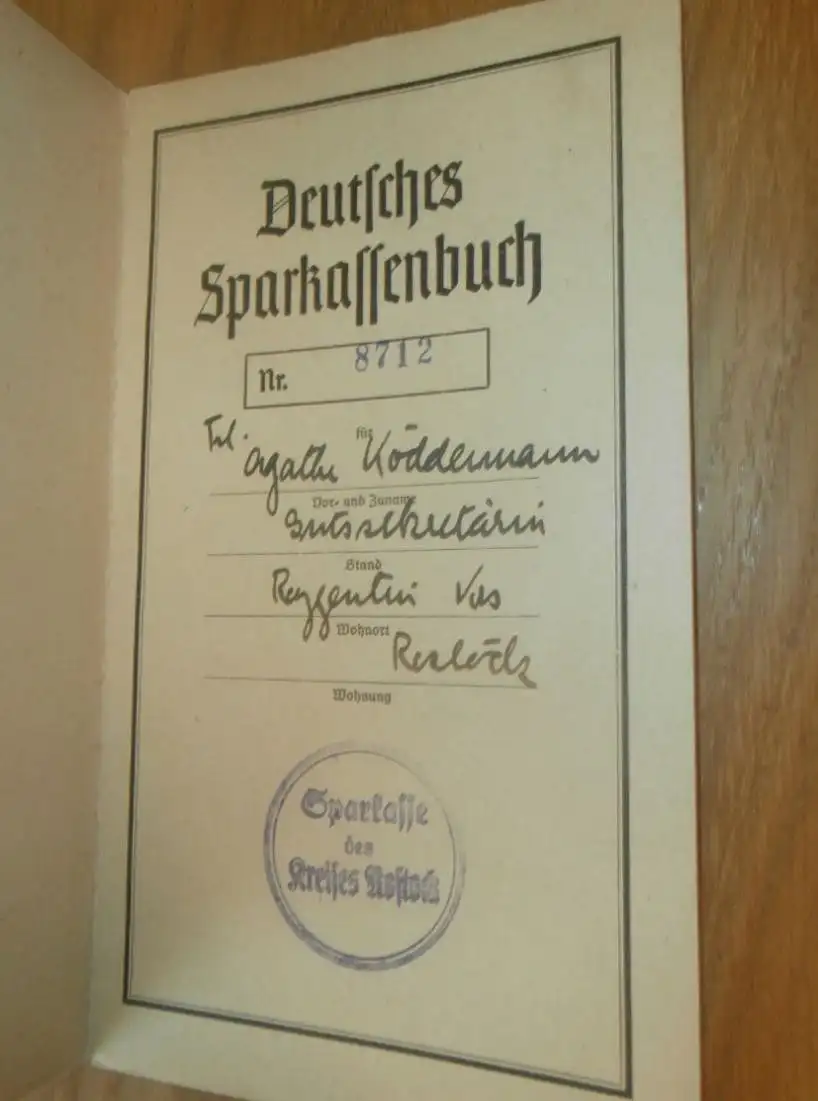 Deutsches
Sparkassenbuch
Nr. 8712
für
Frl. Agathe Köddermann
Vor- und Zuname
Gutssekretärin
Stand
Roggentin
Wohnort
Rostock
Wohnung
Sparkasse
des
Kreises Rostock